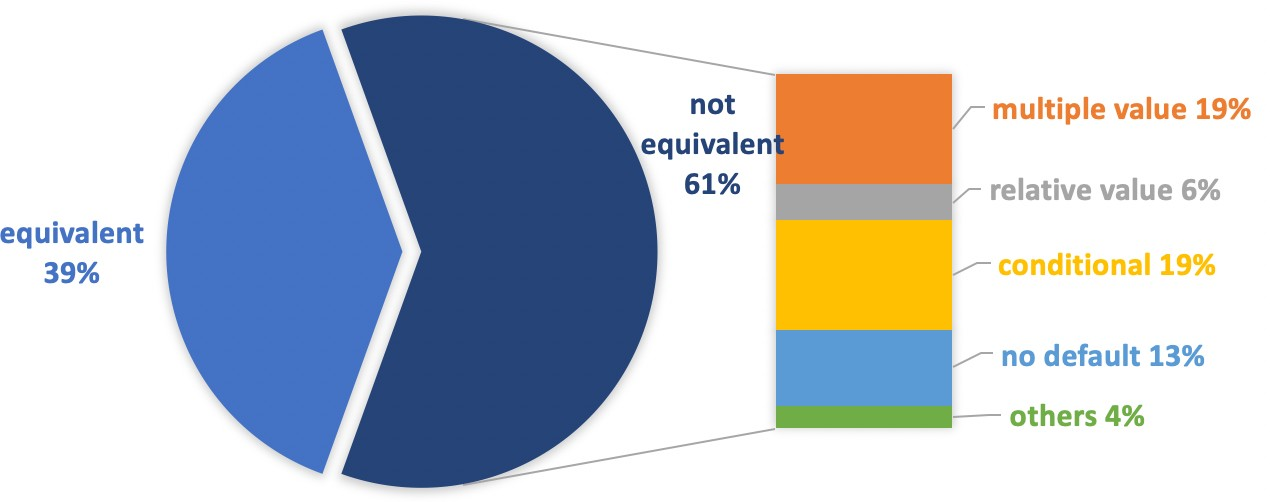 equivalent
39%
not
equivalent
61%
multiple value 19%
relative value 6%
conditional 19%
no default 13%
others 4%